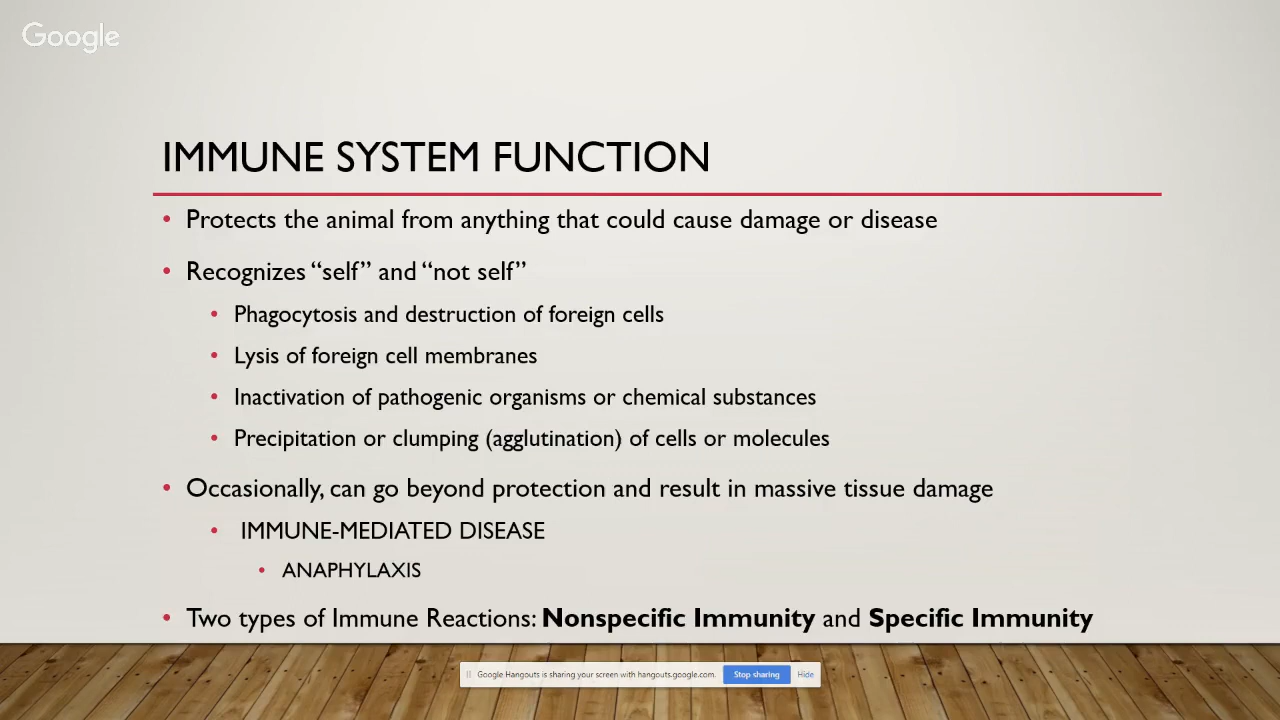 Google
IMMUNE SYSTEM FUNCTION
• Protects the animal from anything that could cause damage or disease
• Recognizes “self” and “not self”
• Phagocytosis and destruction of foreign cells
• Lysis of foreign cell membranes
• Inactivation of pathogenic organisms or chemical substances
• Precipitation or clumping (agglutination) of cells or molecules
• Occasionally, can go beyond protection and result in massive tissue damage
• IMMUNE-MEDIATED DISEASE
• ANAPHYLAXIS
• Two types of Immune Reactions: Nonspecific Immunity and Specific Immunity
Google Hangouts is sharing your screen with hangouts.google.com. Stop sharing Hide